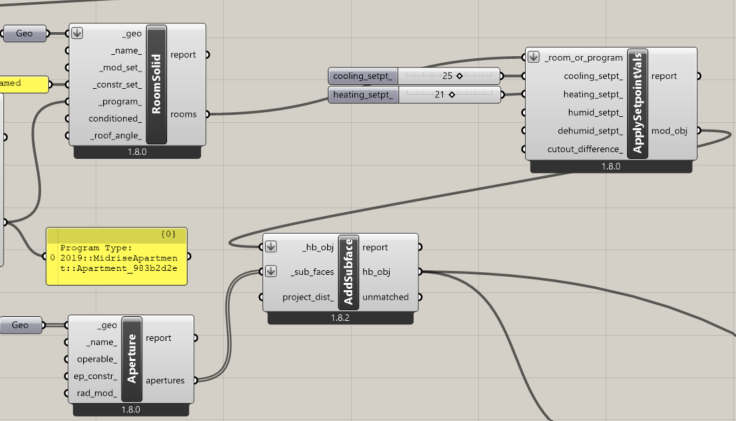 Geo
_geo
_name_
_mod_set_
_constr_set_
_program_
conditioned_
_roof_angle_
RoomSolid
report
rooms
1.8.0
amed
cooling_setpt_
25
heating_setpt_
21
_room_or_program
cooling_setpt_
heating_setpt_
humid_setpt_
dehumid_setpt_
cutout_difference_
ApplySetpointVals
report
mod_obj
1.8.0
{0}
Program Type:
0 2019::MidriseApartmen
t::Apartment_983b2d2e
_hb_obj
_sub_faces
project_dist_
AddSubface
report
hb_obj
unmatched
1.8.2
Geo
_geo
_name_
operable_
ep_constr_
rad_mod_
Aperture
report
apertures
1.8.0